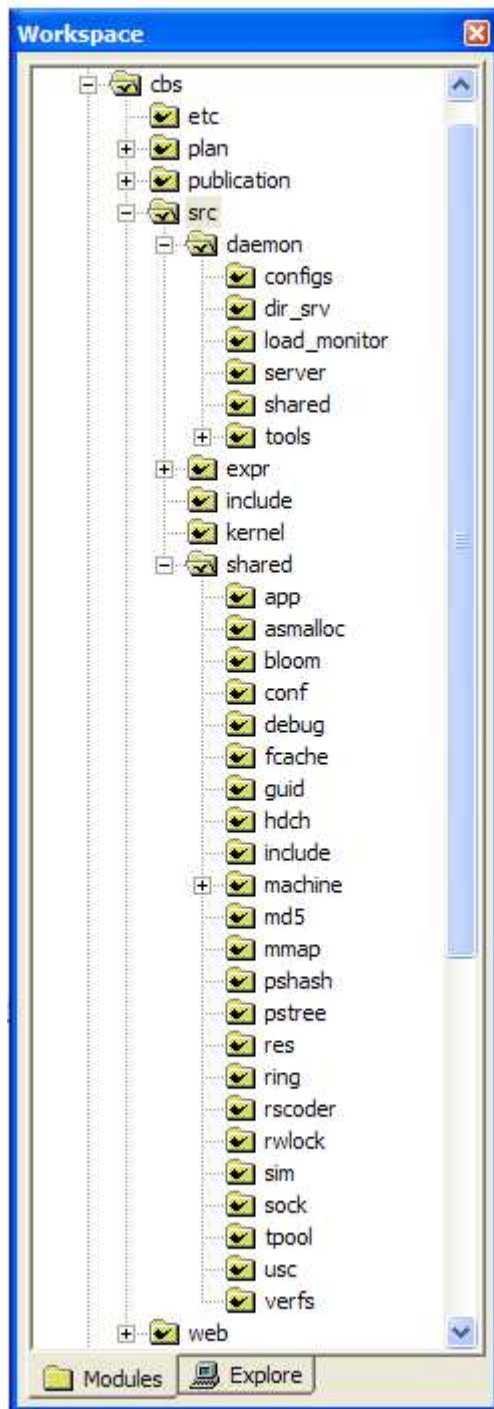 Workspace
cbs
etc
plan
publication
src
daemon
configs
dir_srv
load_monitor
server
shared
tools
expr
include
kernel
shared
app
asmalloc
bloom
conf
debug
fcache
guid
hdch
include
machine
md5
mmap
pshash
pstree
res
ring
rscoder
rwlock
sim
sock
tpool
usc
verfs
web
Modules Explore